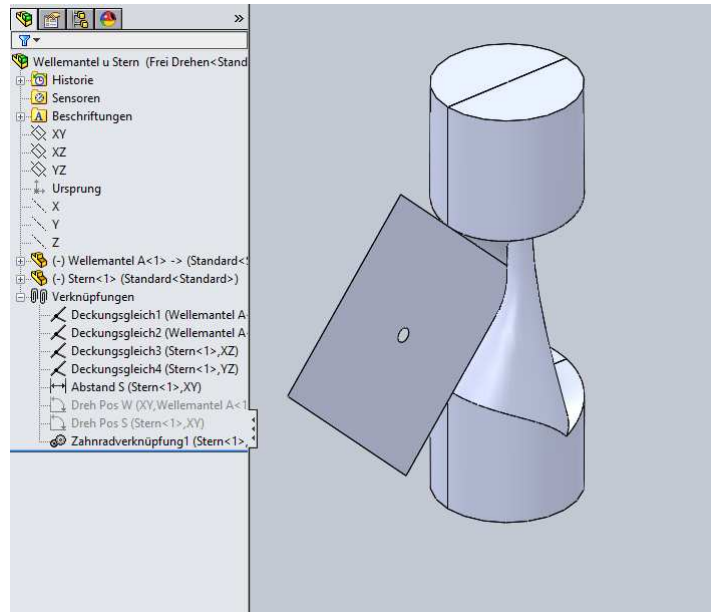 »
Wellemantel u Stern (Frei Drehen<Stand
Historie
Sensoren
A Beschriftungen
XY
XZ
YZ
Ursprung
X
Y
Z
(-) Wellemantel A<1> -> (Standard<
(-) Stern<1> (Standard<Standard>)
Verknüpfungen
Deckungsgleich1 (Wellemantel A
Deckungsgleich2 (Wellemantel A
Deckungsgleich3 (Stern<1>,XZ)
Deckungsgleich4 (Stern<1>,YZ)
Abstand S (Stern<1>,XY)
Dreh Pos W (XY,Wellemantel A<1
Dreh Pos S (Stern<1>,XY)
Zahnradverknüpfung1 (Stern<1>,